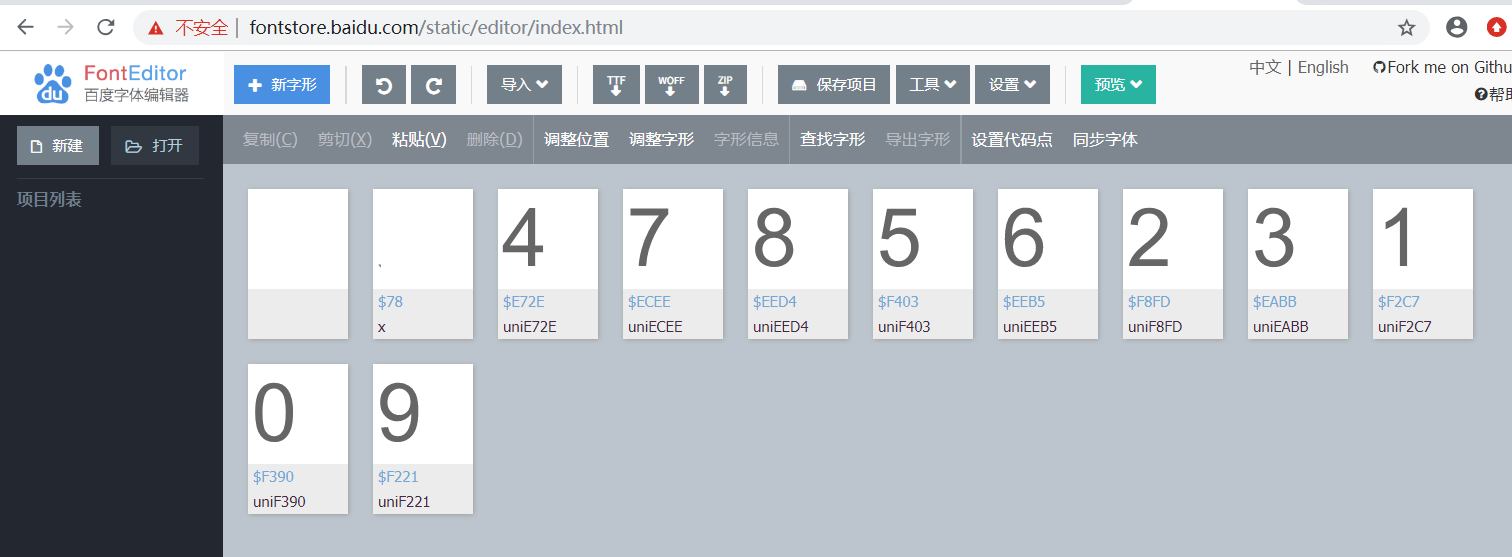 不安全 | fontstore.baidu.com/static/editor/index.html
du FontEditor
百度字体编辑器
新字形 导入 TTF WOFF ZIP 保存项目 工具 设置 预览
中文 | English Fork me on Githu
帮
新建 打开
项目列表
复制(C) 剪切(X) 粘贴(V) 删除(D) 调整位置 调整字形 字形信息 查找字形 导出字形 设置代码点 同步字体
4 7 8 5 6 2 3 1
$78 $E72E $ECEE $EED4 $F403 $EEB5 $F8FD $EABB $F2C7
x uniE72E uniECEE uniEED4 uniF403 uniEEB5 uniF8FD uniEABB uniF2C7
0 9
$F390 $F221
uniF390 uniF221